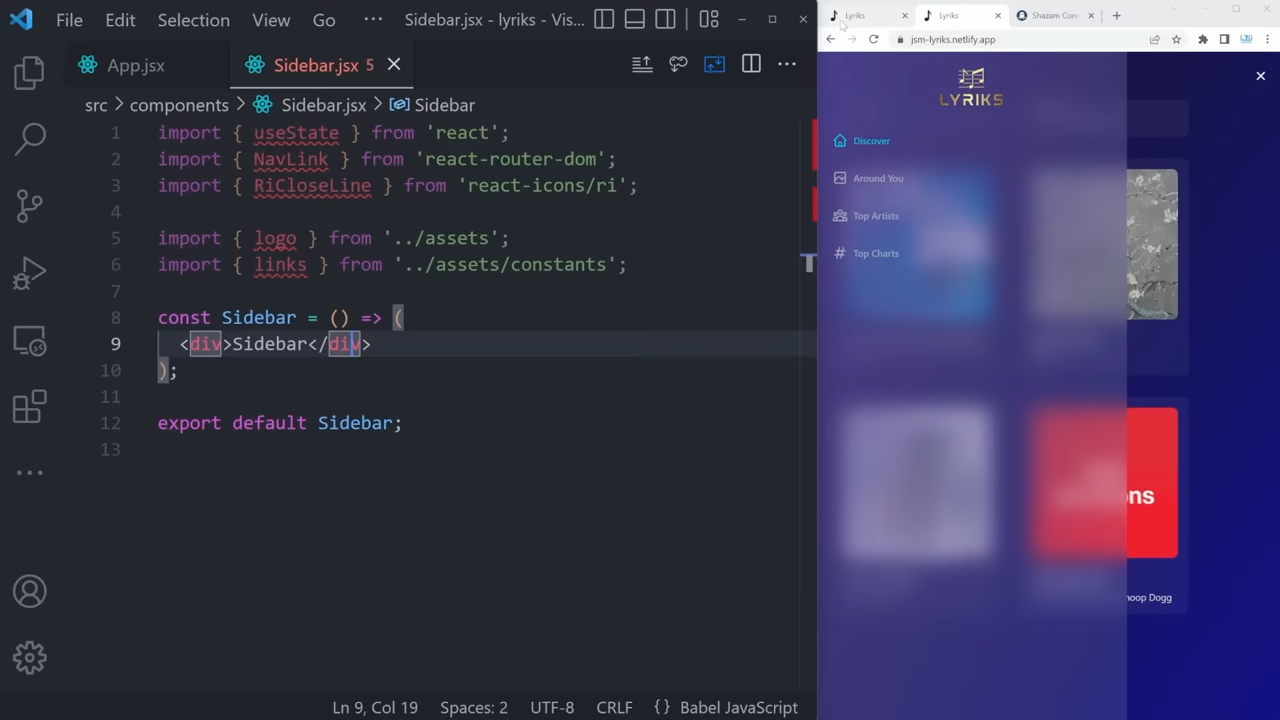 File Edit Selection View Go ··· Sidebar.jsx - lyriks - Vis...
App.jsx Sidebar.jsx 5
src > components > Sidebar.jsx > Sidebar
1 import { useState } from 'react';
2 import { NavLink } from 'react-router-dom';
3 import { RiCloseLine } from 'react-icons/ri';
4
5 import { logo } from '../assets';
6 import { links } from '../assets/constants';
7
8 const Sidebar = () => (
9 <div>Sidebar</div>
10 );
11
12 export default Sidebar;
13
Ln 9, Col 19 Spaces: 2 UTF-8 CRLF {} Babel JavaScript
Lyriks Lyriks Shazam Core
jsm-lyriks.netlify.app
LYRIKS
Discover
Around You
Top Artists
Top Charts
ons
noop Dogg